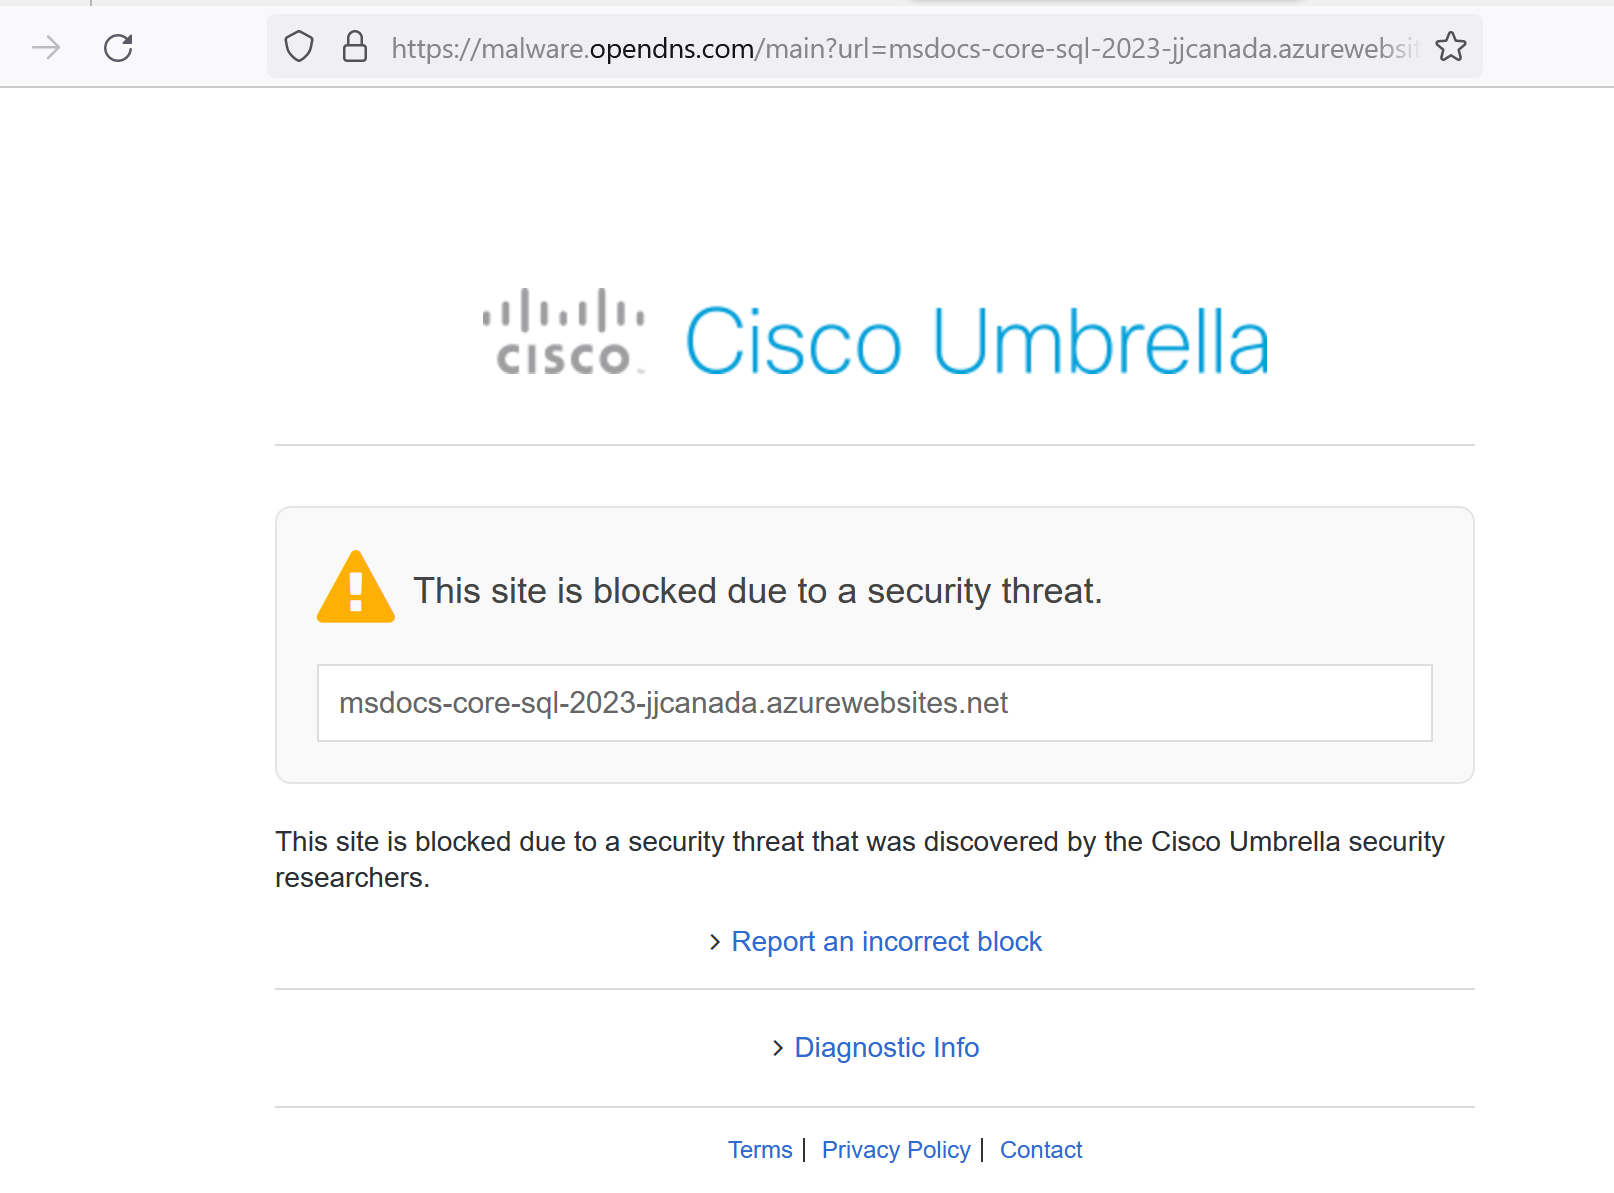 https://malware.opendns.com/main?url=msdocs-core-sql-2023-jjcanada.azurewebsit
CISCO
Cisco Umbrella
This site is blocked due to a security threat.
msdocs-core-sql-2023-jjcanada.azurewebsites.net
This site is blocked due to a security threat that was discovered by the Cisco Umbrella security
researchers.
> Report an incorrect block
> Diagnostic Info
Terms | Privacy Policy | Contact